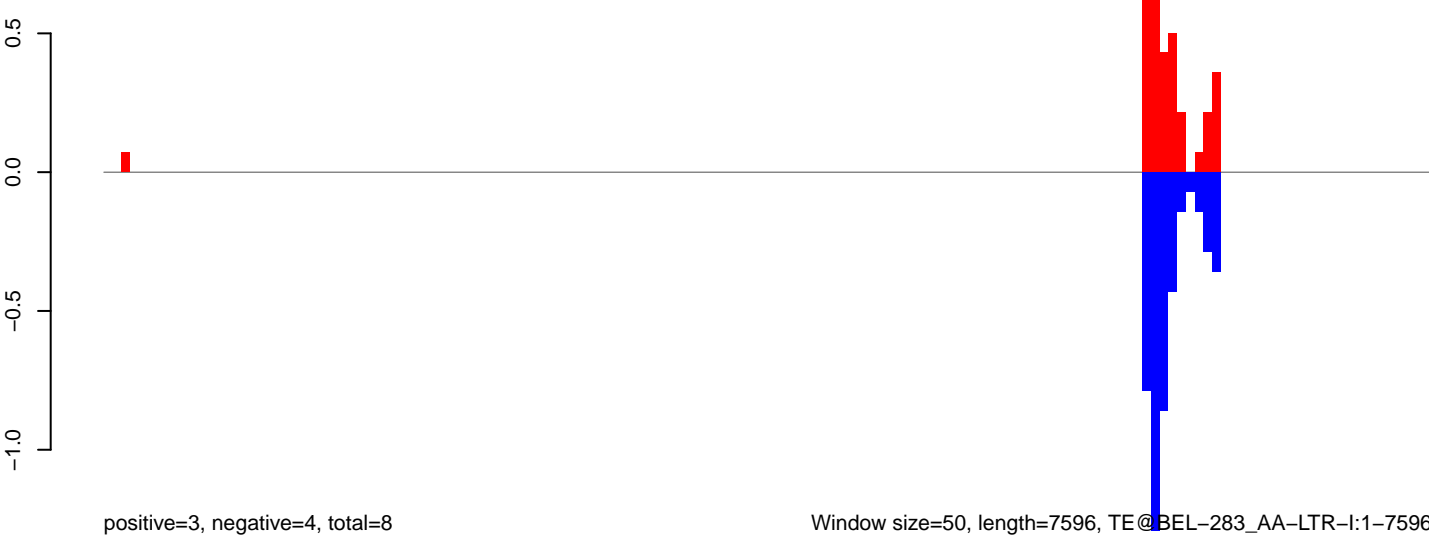 0.5
0.0
−0.5
−1.0
positive=3, negative=4, total=8
Window size=50, length=7596, TE@BEL−283_AA−LTR−I:1−7596